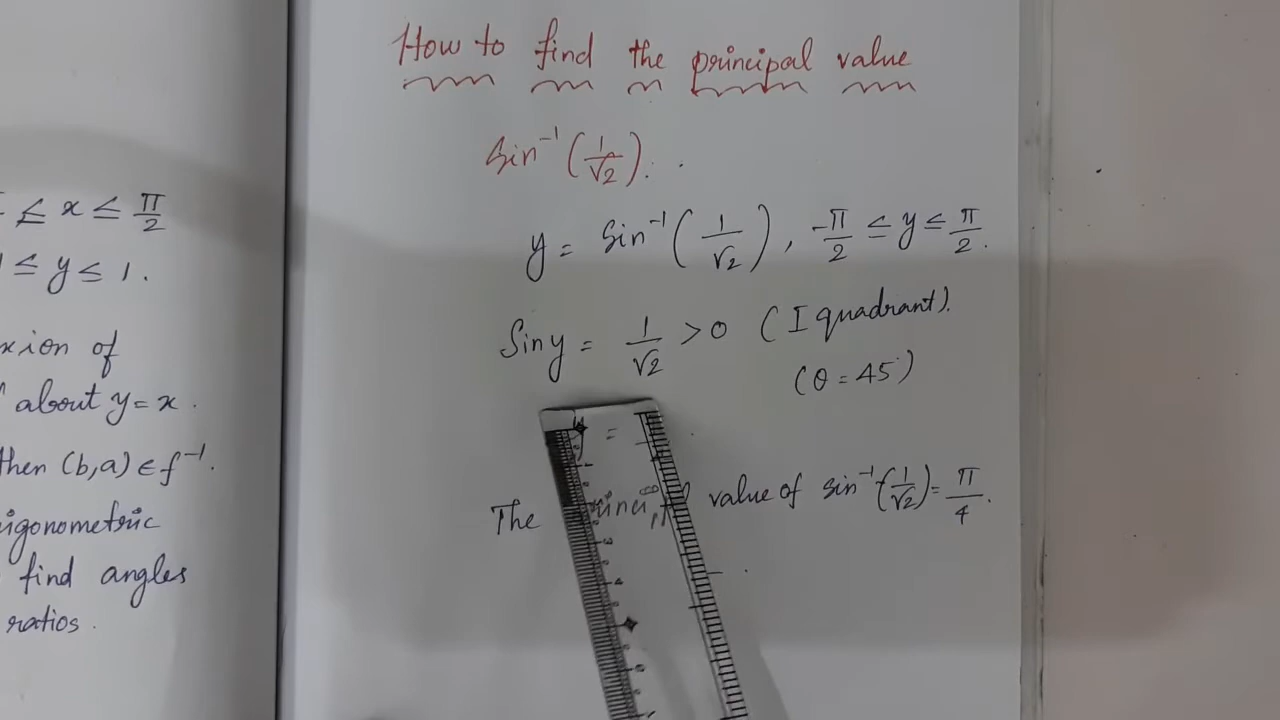 ≤ x ≤ π/2
≤ y ≤ 1.
of
about y = x.
then (b,a) ∈ f⁻¹.
find angles
ratios.
How to find the principal value
Sin⁻¹(1/√2).
y = Sin⁻¹(1/√2), -π/2 ≤ y ≤ π/2.
Sin y = 1/√2 > 0 (I quadrant).
(θ = 45°)
y =
The principal value of sin⁻¹(1/√2) = π/4.